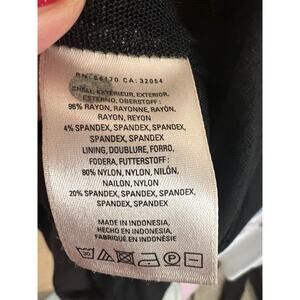 RN: 66170 CA: 32054
SHELL, EXTÉRIEUR, EXTERIOR,
ESTERNO, OBERSTOFF:
96% RAYON, RAYONNE, RAYÓN,
RAYON, REYON
4% SPANDEX, SPANDEX, SPANDEX,
SPANDEX, SPANDEX
LINING, DOUBLURE, FORRO,
FODERA, FUTTERSTOFF:
80% NYLON, NYLON, NILÓN,
NAILON, NYLON
20% SPANDEX, SPANDEX, SPANDEX,
SPANDEX, SPANDEX
MADE IN INDONESIA,
HECHO EN INDONESIA,
FABRIQUÉ EN INDONÉSIE
30